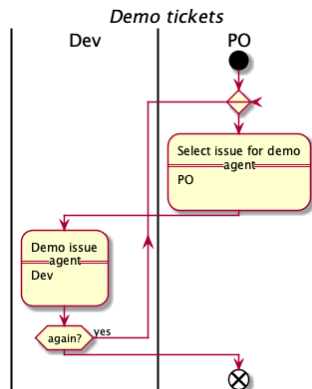 Demo tickets
Dev
PO
Select issue for demo
agent
PO
Demo issue
agent
Dev
again?
yes